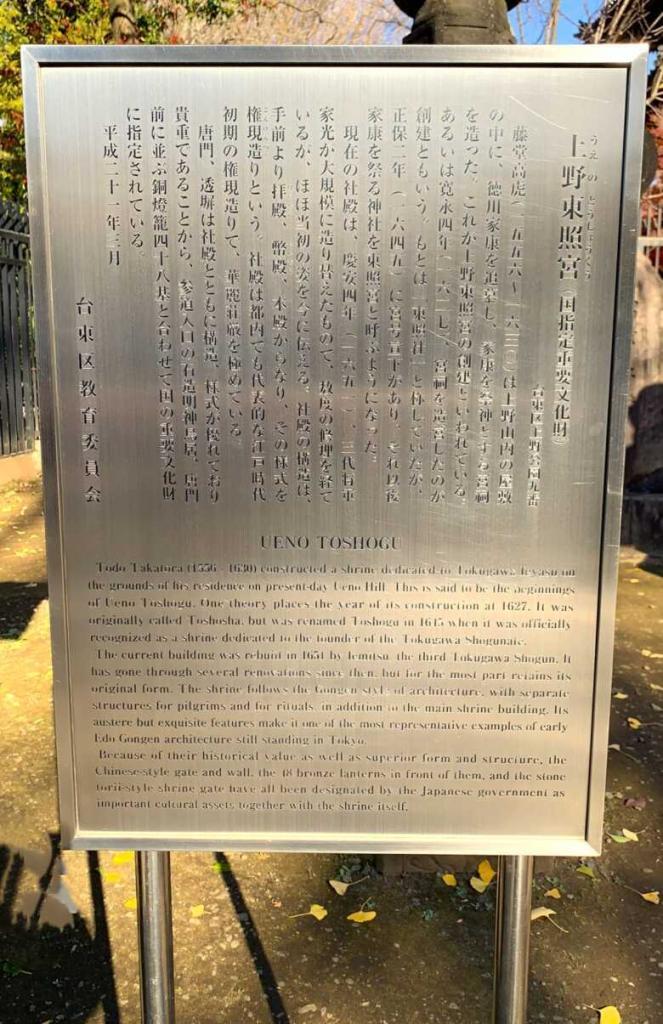 うえのとうしょうぐう
上野東照宮（国指定重要文化財）
台東区上野公園九番
藤堂高虎（一五五六～一六三〇）は上野山内の屋敷
の中に、徳川家康を追慕し、家康を祭神とする宮祠
を造った。これが上野東照宮の創建といわれている。
あるいは寛永四年（一六二七）、宮祠を造営したのが
創建ともいう。もとは「東照社」と称していたが、
正保二年（一六四五）に宮号宣下があり、それ以後
家康を祭る神社を東照宮と呼ぶようになった。
現在の社殿は、慶安四年（一六五一）、三代将軍
家光が大規模に造り替えたもので、数度の修理を経て
いるが、ほぼ当初の姿を今に伝える。社殿の構造は、
手前より拝殿、幣殿、本殿からなり、その様式を
権現造りという。社殿は都内でも代表的な江戸時代
初期の権現造りで、華麗荘厳を極めている。
唐門、透塀は社殿とともに構造、様式が優れており
貴重であることから、参道入口の石造明神鳥居、唐門
前に並ぶ銅燈籠四十八基と合わせて国の重要文化財
に指定されている。
平成二十一年三月
台東区教育委員会
UENO TOSHOGU
Todo Takatora (1556 - 1630) constructed a shrine dedicated to Tokugawa Ieyasu on
the grounds of his residence on present-day Ueno Hill. This is said to be the beginnings
of Ueno Toshogu. One theory places the year of its construction at 1627. It was
originally called Toshosha, but was renamed Toshogu in 1645 when it was officially
recognized as a shrine dedicated to the founder of the Tokugawa Shogunate.
The current building was rebuilt in 1651 by Iemitsu, the third Tokugawa Shogun. It
has gone through several renovations since then, but for the most part retains its
original form. The shrine follows the Gongen style of architecture, with separate
structures for pilgrims and for rituals, in addition to the main shrine building. Its
austere but exquisite features make it one of the most representative examples of early
Edo Gongen architecture still standing in Tokyo.
Because of their historical value as well as superior form and structure, the
Chinese-style gate and wall, the 48 bronze lanterns in front of them, and the stone
torii-style shrine gate have all been designated by the Japanese government as
important cultural assets together with the shrine itself.